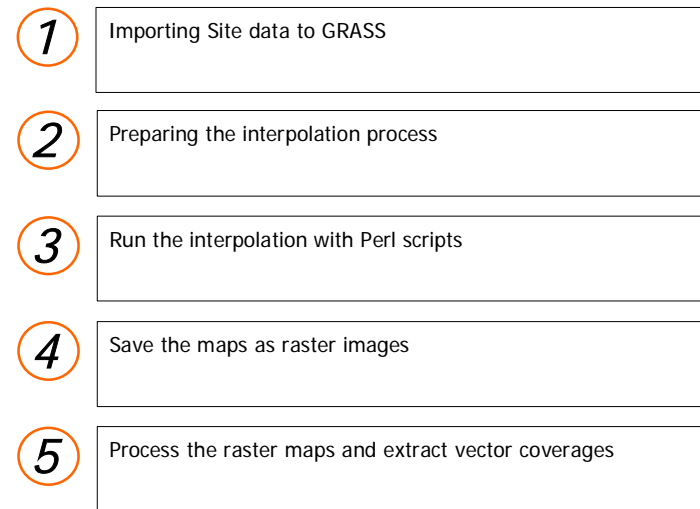 1 Importing Site data to GRASS
2 Preparing the interpolation process
3 Run the interpolation with Perl scripts
4 Save the maps as raster images
5 Process the raster maps and extract vector coverages